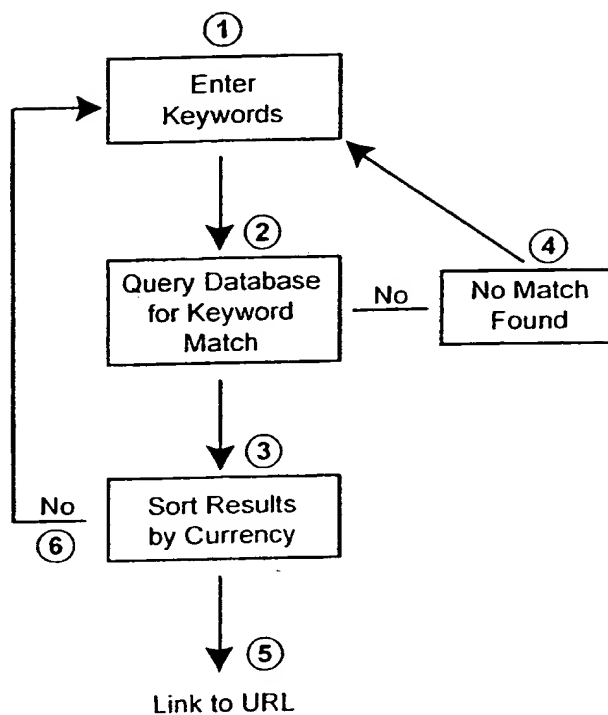 1
Enter
Keywords
2
4
Query Database
for Keyword
Match
No
No Match
Found
3
Sort Results
by Currency
No
6
5
Link to URL